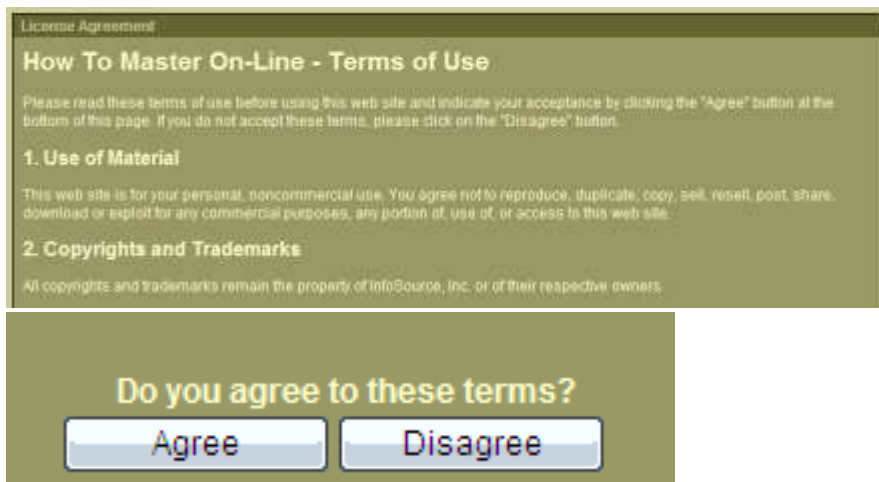 License Agreement
How To Master On-Line - Terms of Use
Please read these terms of use before using this web site and indicate your acceptance by clicking the "Agree" button at the
bottom of this page. If you do not accept these terms, please click on the "Disagree" button.
1. Use of Material
This web site is for your personal, noncommercial use. You agree not to reproduce, duplicate, copy, sell, resell, post, share,
download or exploit for any commercial purposes, any portion of, use of, or access to this web site.
2. Copyrights and Trademarks
All copyrights and trademarks remain the property of InfoSource, Inc. or of their respective owners.
Do you agree to these terms?
Agree Disagree